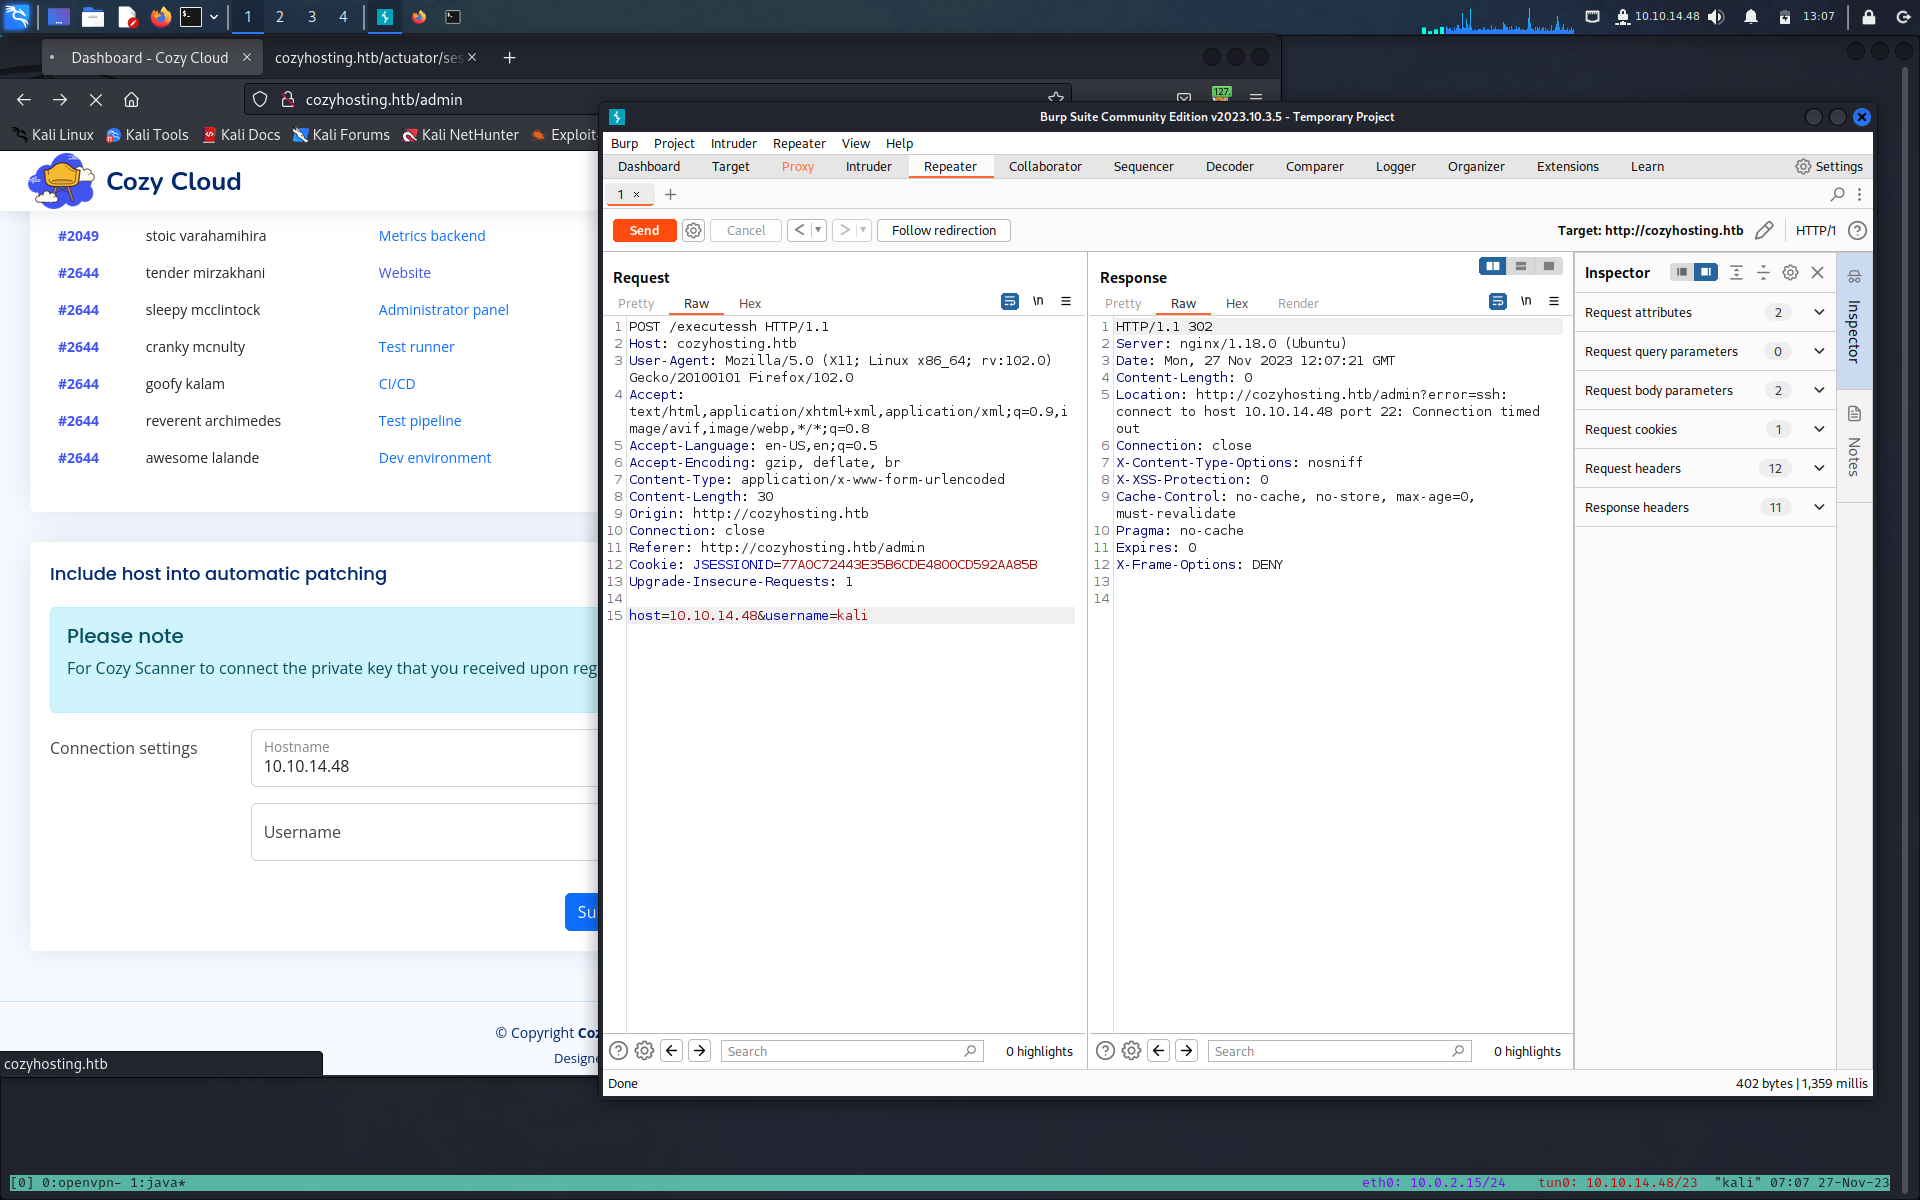 1 2 3 4
10.10.14.48 13:07
Dashboard - Cozy Cloud
cozyhosting.htb/actuator/ses
cozyhosting.htb/admin
127.
Kali Linux Kali Tools Kali Docs Kali Forums Kali NetHunter Exploit-
Cozy Cloud
#2049 stoic varahamihira Metrics backend
#2644 tender mirzakhani Website
#2644 sleepy mcclintock Administrator panel
#2644 cranky mcnulty Test runner
#2644 goofy kalam CI/CD
#2644 reverent archimedes Test pipeline
#2644 awesome lalande Dev environment
Include host into automatic patching
Please note
For Cozy Scanner to connect the private key that you received upon reg
Connection settings
Hostname
10.10.14.48
Username
Su
© Copyright Coz
Designe
cozyhosting.htb
Burp Suite Community Edition v2023.10.3.5 - Temporary Project
Burp Project Intruder Repeater View Help
Dashboard Target Proxy Intruder Repeater Collaborator Sequencer Decoder Comparer Logger Organizer Extensions Learn Settings
1 × +
Send Cancel < > Follow redirection Target: http://cozyhosting.htb HTTP/1
Request
Pretty Raw Hex \n
1 POST /executessh HTTP/1.1
2 Host: cozyhosting.htb
3 User-Agent: Mozilla/5.0 (X11; Linux x86_64; rv:102.0)
Gecko/20100101 Firefox/102.0
4 Accept:
text/html,application/xhtml+xml,application/xml;q=0.9,i
mage/avif,image/webp,*/*;q=0.8
5 Accept-Language: en-US,en;q=0.5
6 Accept-Encoding: gzip, deflate, br
7 Content-Type: application/x-www-form-urlencoded
8 Content-Length: 30
9 Origin: http://cozyhosting.htb
10 Connection: close
11 Referer: http://cozyhosting.htb/admin
12 Cookie: JSESSIONID=77A0C72443E35B6CDE4800CD592AA85B
13 Upgrade-Insecure-Requests: 1
14
15 host=10.10.14.48&username=kali
Search 0 highlights
Response
Pretty Raw Hex Render \n
1 HTTP/1.1 302
2 Server: nginx/1.18.0 (Ubuntu)
3 Date: Mon, 27 Nov 2023 12:07:21 GMT
4 Content-Length: 0
5 Location: http://cozyhosting.htb/admin?error=ssh:
connect to host 10.10.14.48 port 22: Connection timed
out
6 Connection: close
7 X-Content-Type-Options: nosniff
8 X-XSS-Protection: 0
9 Cache-Control: no-cache, no-store, max-age=0,
must-revalidate
10 Pragma: no-cache
11 Expires: 0
12 X-Frame-Options: DENY
13
14
Search 0 highlights
Inspector
Request attributes 2
Request query parameters 0
Request body parameters 2
Request cookies 1
Request headers 12
Response headers 11
Inspector
Notes
Done
402 bytes | 1,359 millis
[0] 0:openvpn- 1:java*
eth0: 10.0.2.15/24 tun0: 10.10.14.48/23 "kali" 07:07 27-Nov-23